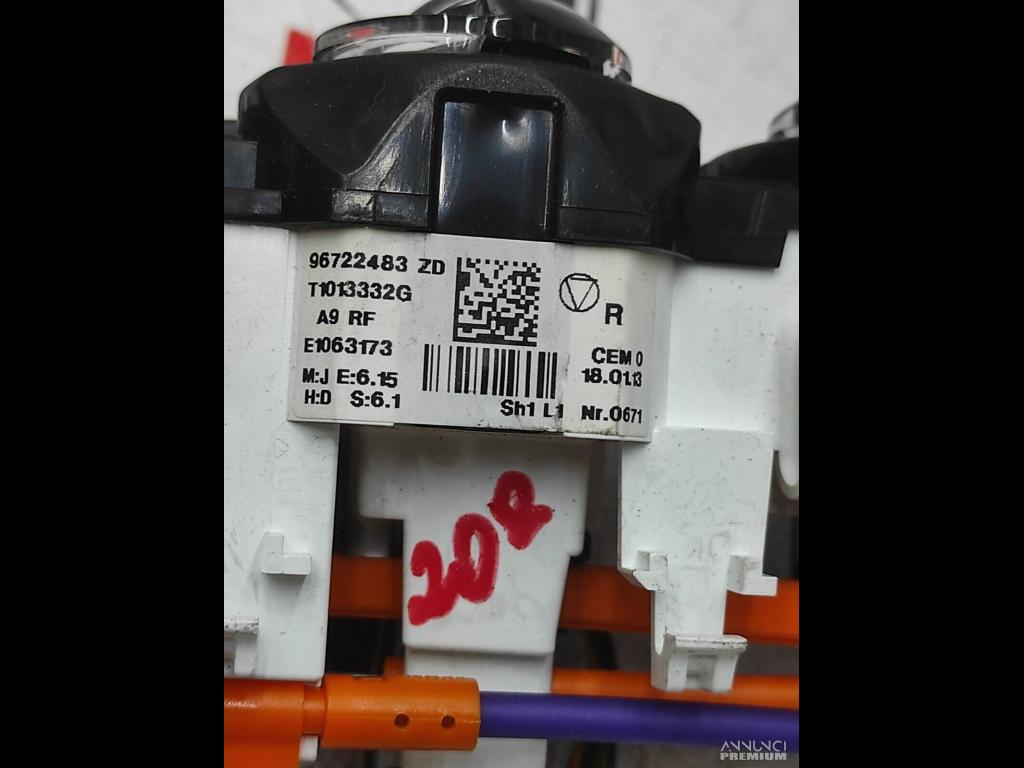 96722483 ZD
T1013332G
A9 RF
E1063173
M:J E:6.15
H:D S:6.1
R
CEM 0
18.01.13
Sh1 L1 Nr.0671
208
ANNUNCI
PREMIUM